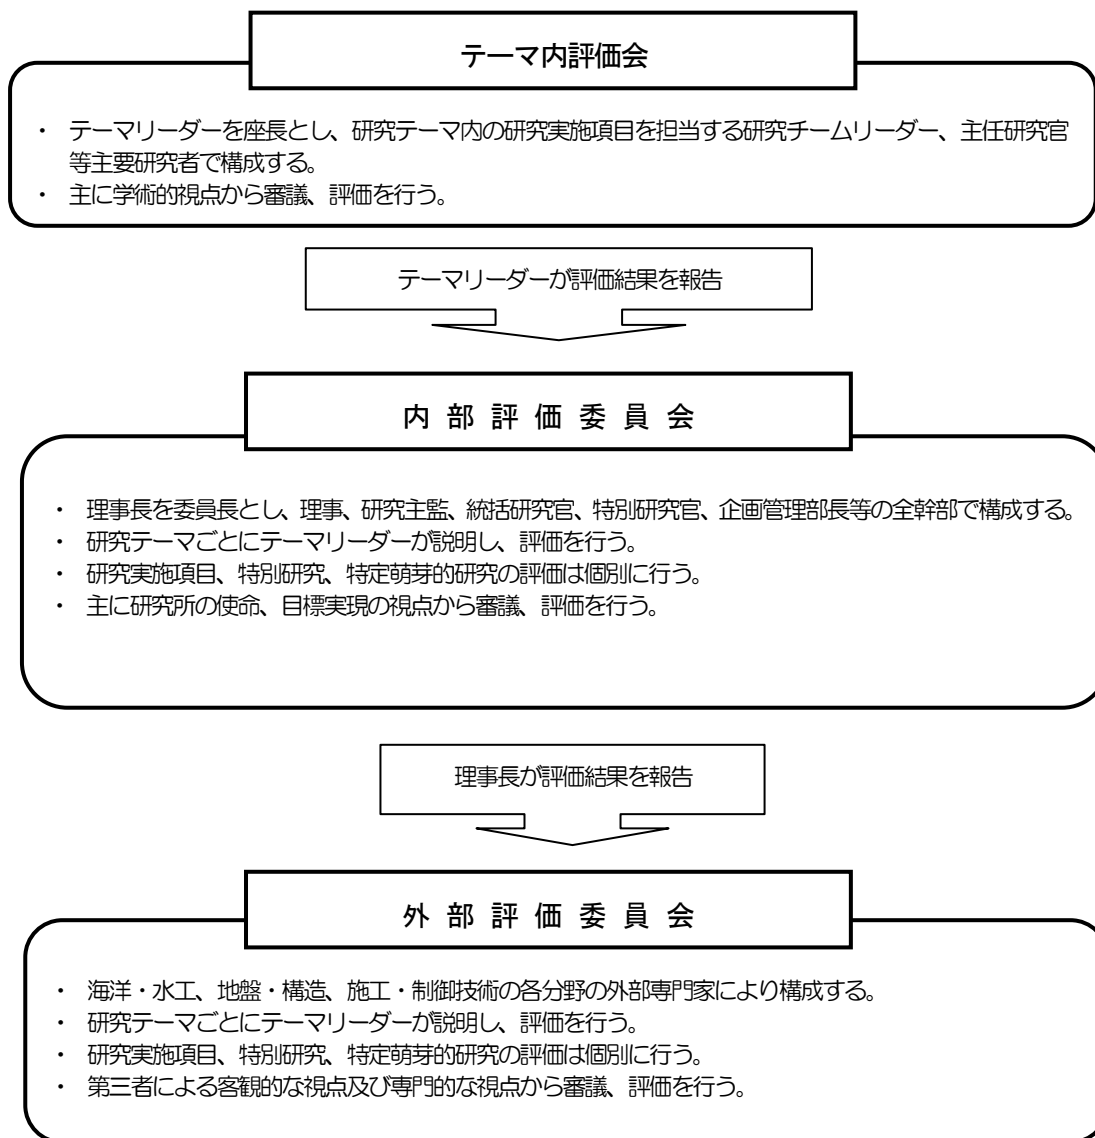 テーマ内評価会
・ テーマリーダーを座長とし、研究テーマ内の研究実施項目を担当する研究チームリーダー、主任研究官
等主要研究者で構成する。
・ 主に学術的視点から審議、評価を行う。
テーマリーダーが評価結果を報告
内 部 評 価 委 員 会
・ 理事長を委員長とし、理事、研究主監、統括研究官、特別研究官、企画管理部長等の全幹部で構成する。
・ 研究テーマごとにテーマリーダーが説明し、評価を行う。
・ 研究実施項目、特別研究、特定萌芽的研究の評価は個別に行う。
・ 主に研究所の使命、目標実現の視点から審議、評価を行う。
理事長が評価結果を報告
外 部 評 価 委 員 会
・ 海洋・水工、地盤・構造、施工・制御技術の各分野の外部専門家により構成する。
・ 研究テーマごとにテーマリーダーが説明し、評価を行う。
・ 研究実施項目、特別研究、特定萌芽的研究の評価は個別に行う。
・ 第三者による客観的な視点及び専門的な視点から審議、評価を行う。